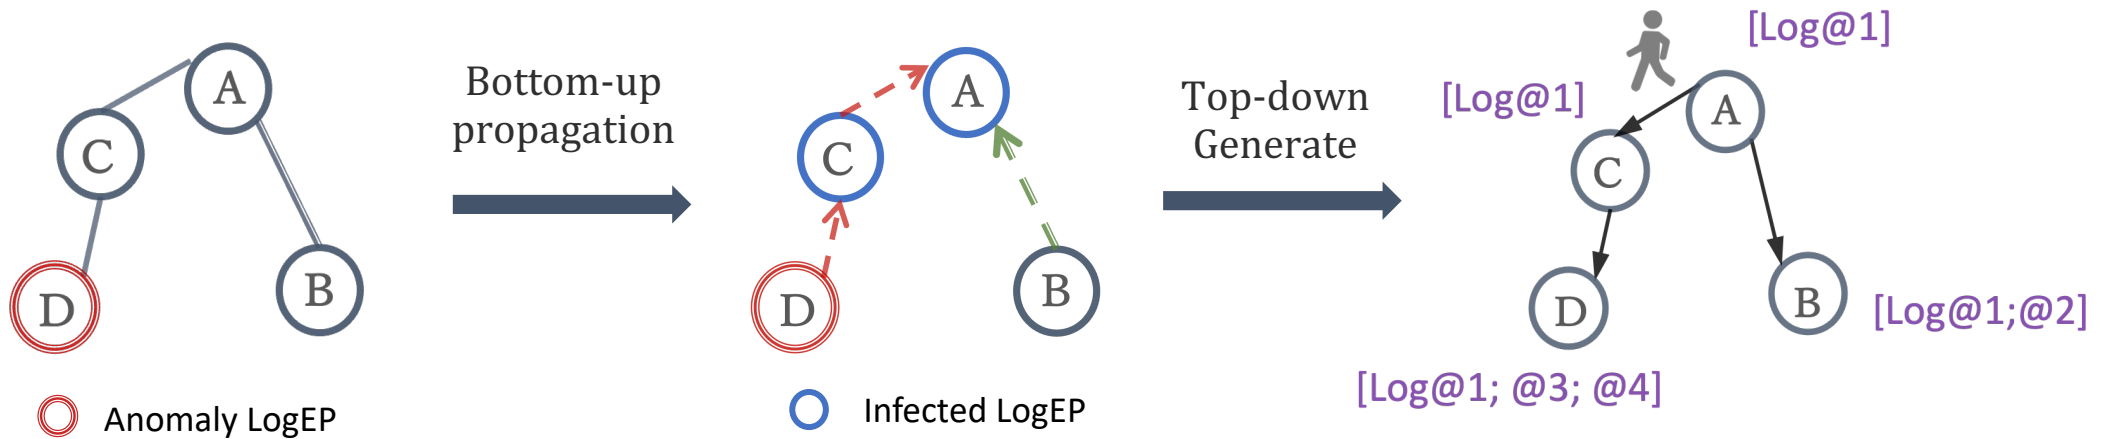 A
C
D
B
Anomaly LogEP
Bottom-up
propagation
A
C
D
B
Infected LogEP
Top-down
Generate
[Log@1]
[Log@1]
A
C
D
B
[Log@1;@2]
[Log@1; @3; @4]